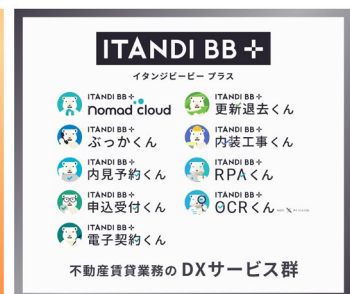 ITANDI BB +
イタンジビービー プラス
ITANDI BB +
nomad cloud
ITANDI BB +
更新退去くん
ITANDI BB +
ぶっかくん
ITANDI BB +
内装工事くん
ITANDI BB +
内見予約くん
ITANDI BB +
RPAくん
ITANDI BB +
申込受付くん
ITANDI BB +
OCRくん
ITANDI BB +
電子契約くん
不動産賃貸業務の DXサービス群